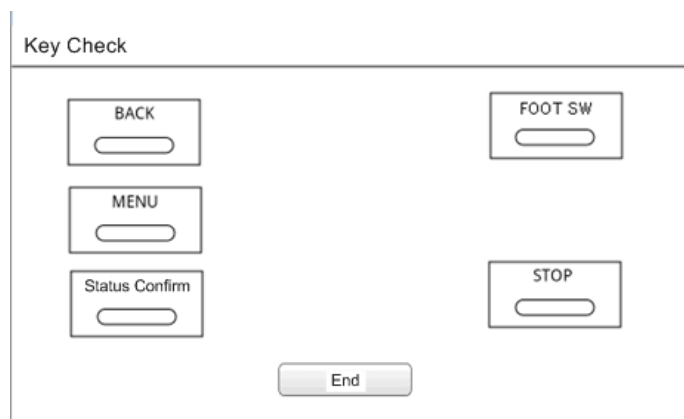 Key Check
BACK
FOOT SW
MENU
Status Confirm
STOP
End